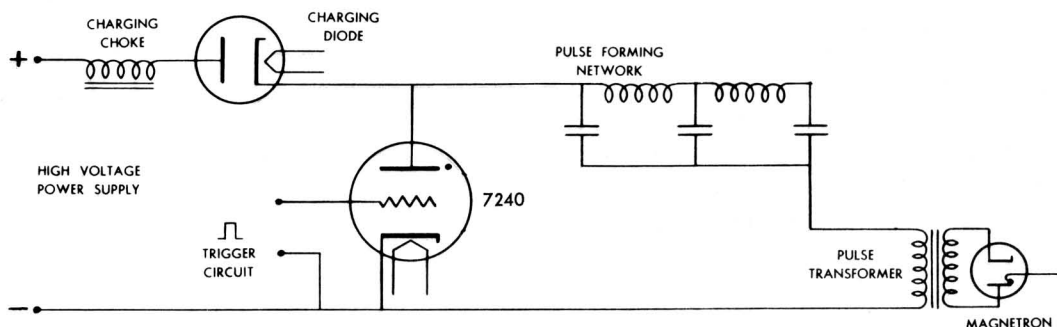 CHARGING
CHOKE
CHARGING
DIODE
PULSE FORMING
NETWORK
+
HIGH VOLTAGE
POWER SUPPLY
7240
TRIGGER
CIRCUIT
PULSE
TRANSFORMER
−
MAGNETRON